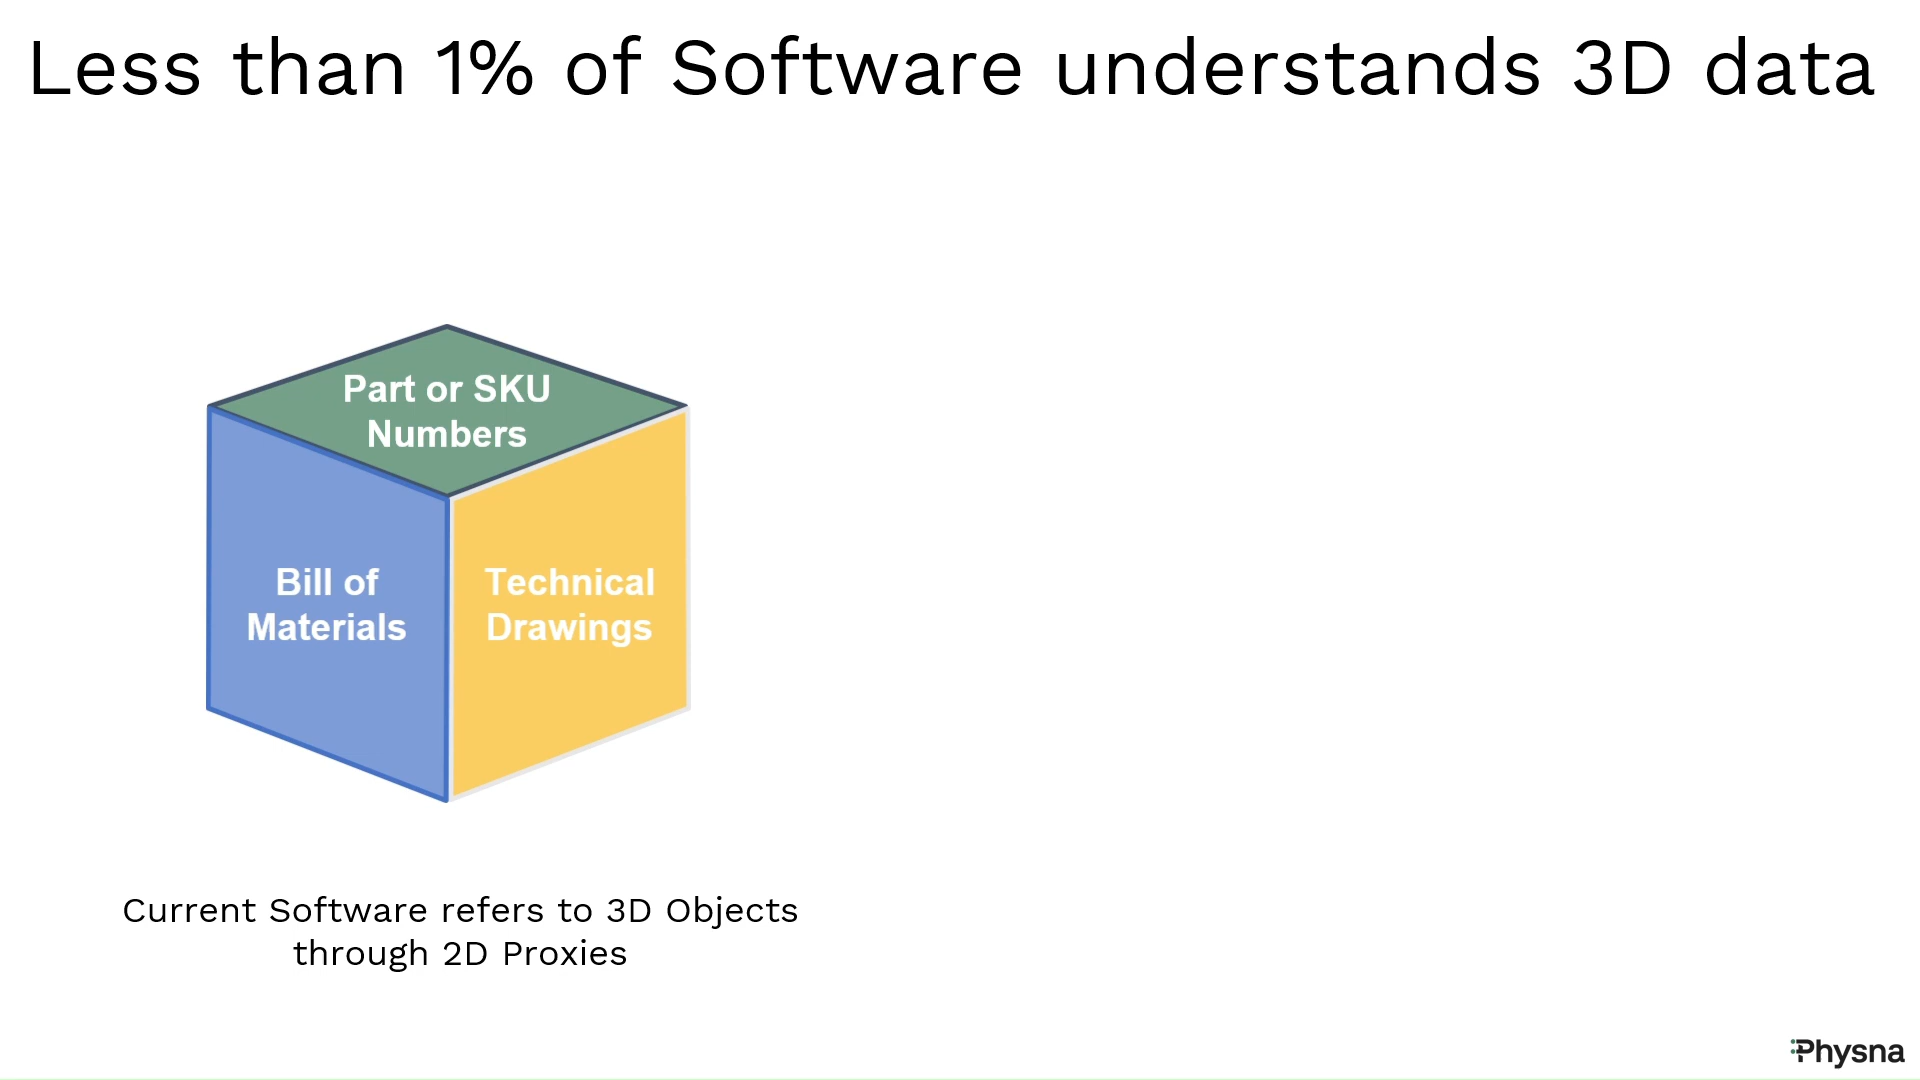 Less than 1% of Software understands 3D data
Part or SKU
Numbers
Bill of
Materials
Technical
Drawings
Current Software refers to 3D Objects
through 2D Proxies
Physna